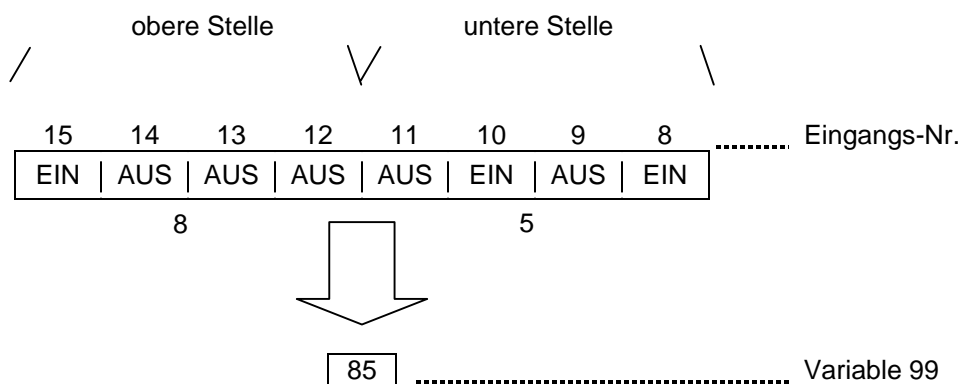 obere Stelle untere Stelle
15 14 13 12 11 10 9 8 Eingangs-Nr.
EIN AUS AUS AUS AUS EIN AUS EIN
8 5
85 Variable 99